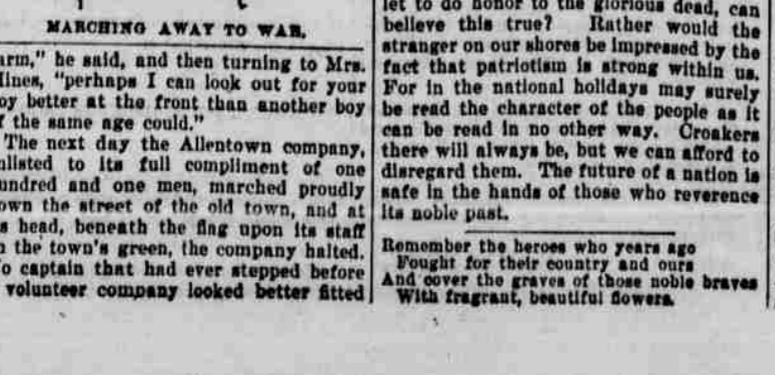 MARCHING AWAY TO WAR.
arm," he said, and then turning to Mrs.
Hines, "perhaps I can look out for your
boy better at the front than another boy
of the same age could."
The next day the Allentown company,
nlisted to its full compliment of one
undred and one men, marched proudly
own the street of the old town, and at
s head, beneath the flag upon its staff
n the town's green, the company halted.
o captain that had ever stepped before
volunteer company looked better fitted
let to do honor to the glorious dead, can
believe this true? Rather would the
stranger on our shores be impressed by the
fact that patriotism is strong within us.
For in the national holidays may surely
be read the character of the people as it
can be read in no other way. Croakers
there will always be, but we can afford to
disregard them. The future of a nation is
safe in the hands of those who reverence
its noble past.
Remember the heroes who years ago
Fought for their country and ours
And cover the graves of those noble braves
With fragrant, beautiful flowers.